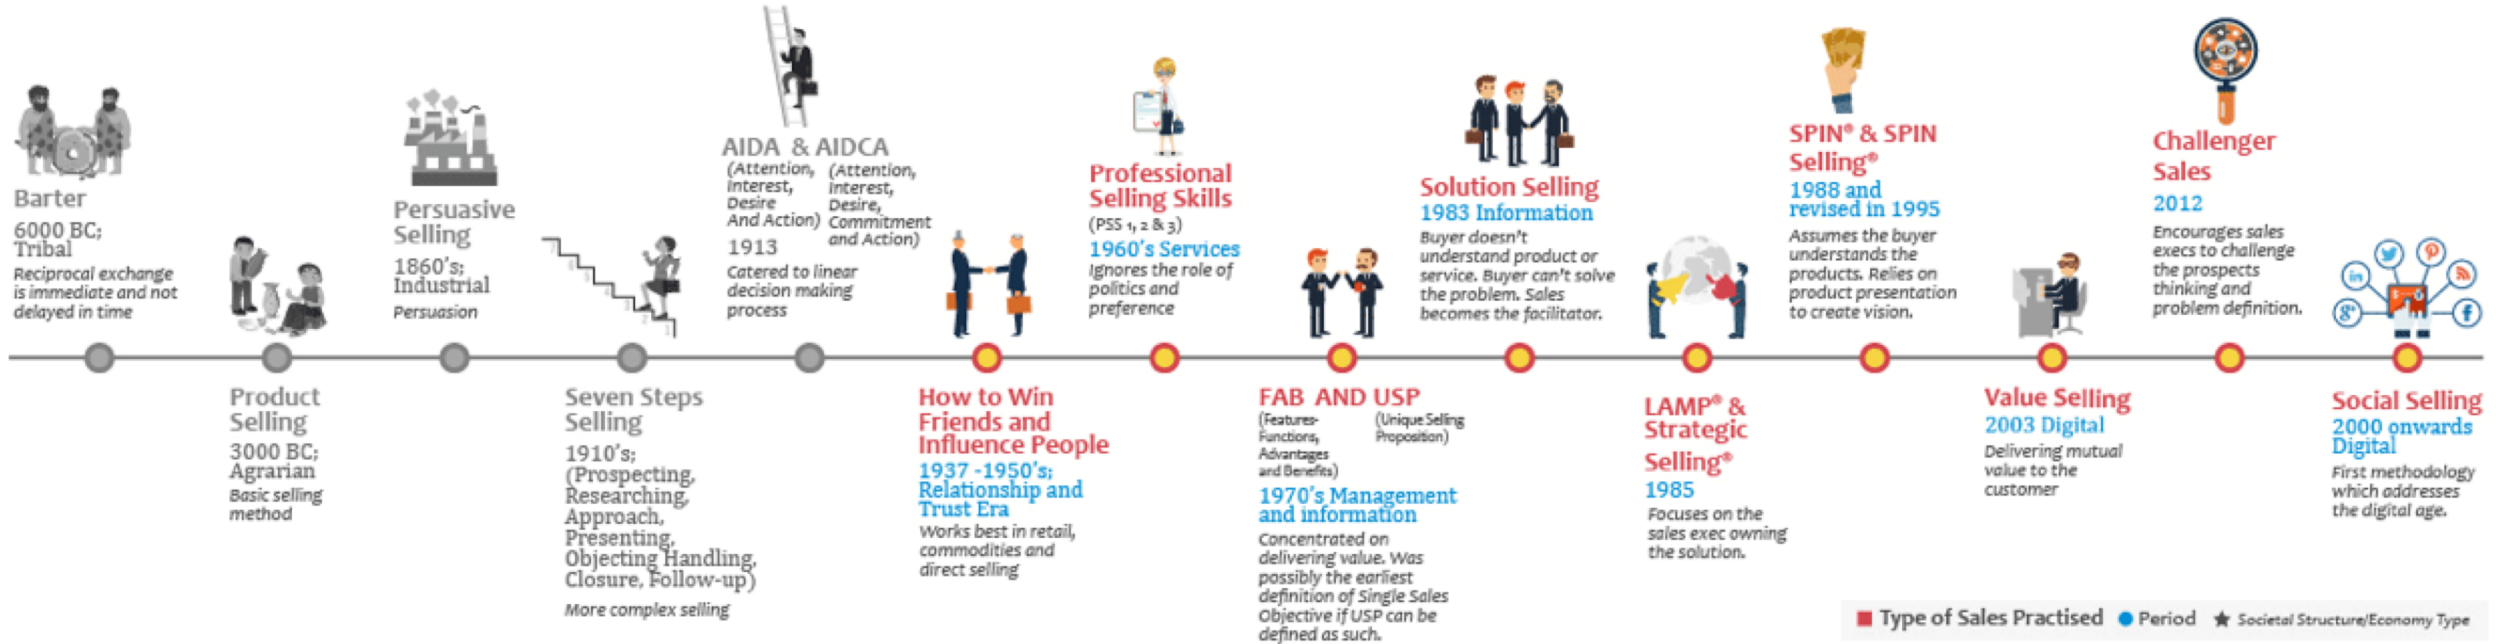 Barter
6000 BC;
Tribal
Reciprocal exchange
is immediate and not
delayed in time
Product
Selling
3000 BC;
Agrarian
Basic selling
method
Persuasive
Selling
1860's;
Industrial
Persuasion
Seven Steps
Selling
1910's;
(Prospecting,
Researching,
Approach,
Presenting,
Objecting Handling,
Closure, Follow-up)
More complex selling
AIDA & AIDCA
(Attention,
Interest,
Desire
And Action)
(Attention,
Interest,
Desire,
Commitment
and Action)
1913
Catered to linear
decision making
process
How to Win
Friends and
Influence People
1937 -1950's;
Relationship and
Trust Era
Works best in retail,
commodities and
direct selling
Professional
Selling Skills
(PSS 1, 2 & 3)
1960's Services
Ignores the role of
politics and
preference
FAB AND USP
(Features-
Functions,
Advantages
and Benefits)
(Unique Selling
Proposition)
1970's Management
and information
Concentrated on
delivering value. Was
possibly the earliest
definition of Single Sales
Objective if USP can be
defined as such.
Solution Selling
1983 Information
Buyer doesn't
understand product or
service. Buyer can't solve
the problem. Sales
becomes the facilitator.
LAMP® &
Strategic
Selling®
1985
Focuses on the
sales exec owning
the solution.
SPIN® & SPIN
Selling®
1988 and
revised in 1995
Assumes the buyer
understands the
products. Relies on
product presentation
to create vision.
Value Selling
2003 Digital
Delivering mutual
value to the
customer
Challenger
Sales
2012
Encourages sales
execs to challenge
the prospects
thinking and
problem definition.
in
g+
f
Social Selling
2000 onwards
Digital
First methodology
which addresses
the digital age.
Type of Sales Practised
Period
Societal Structure/Economy Type